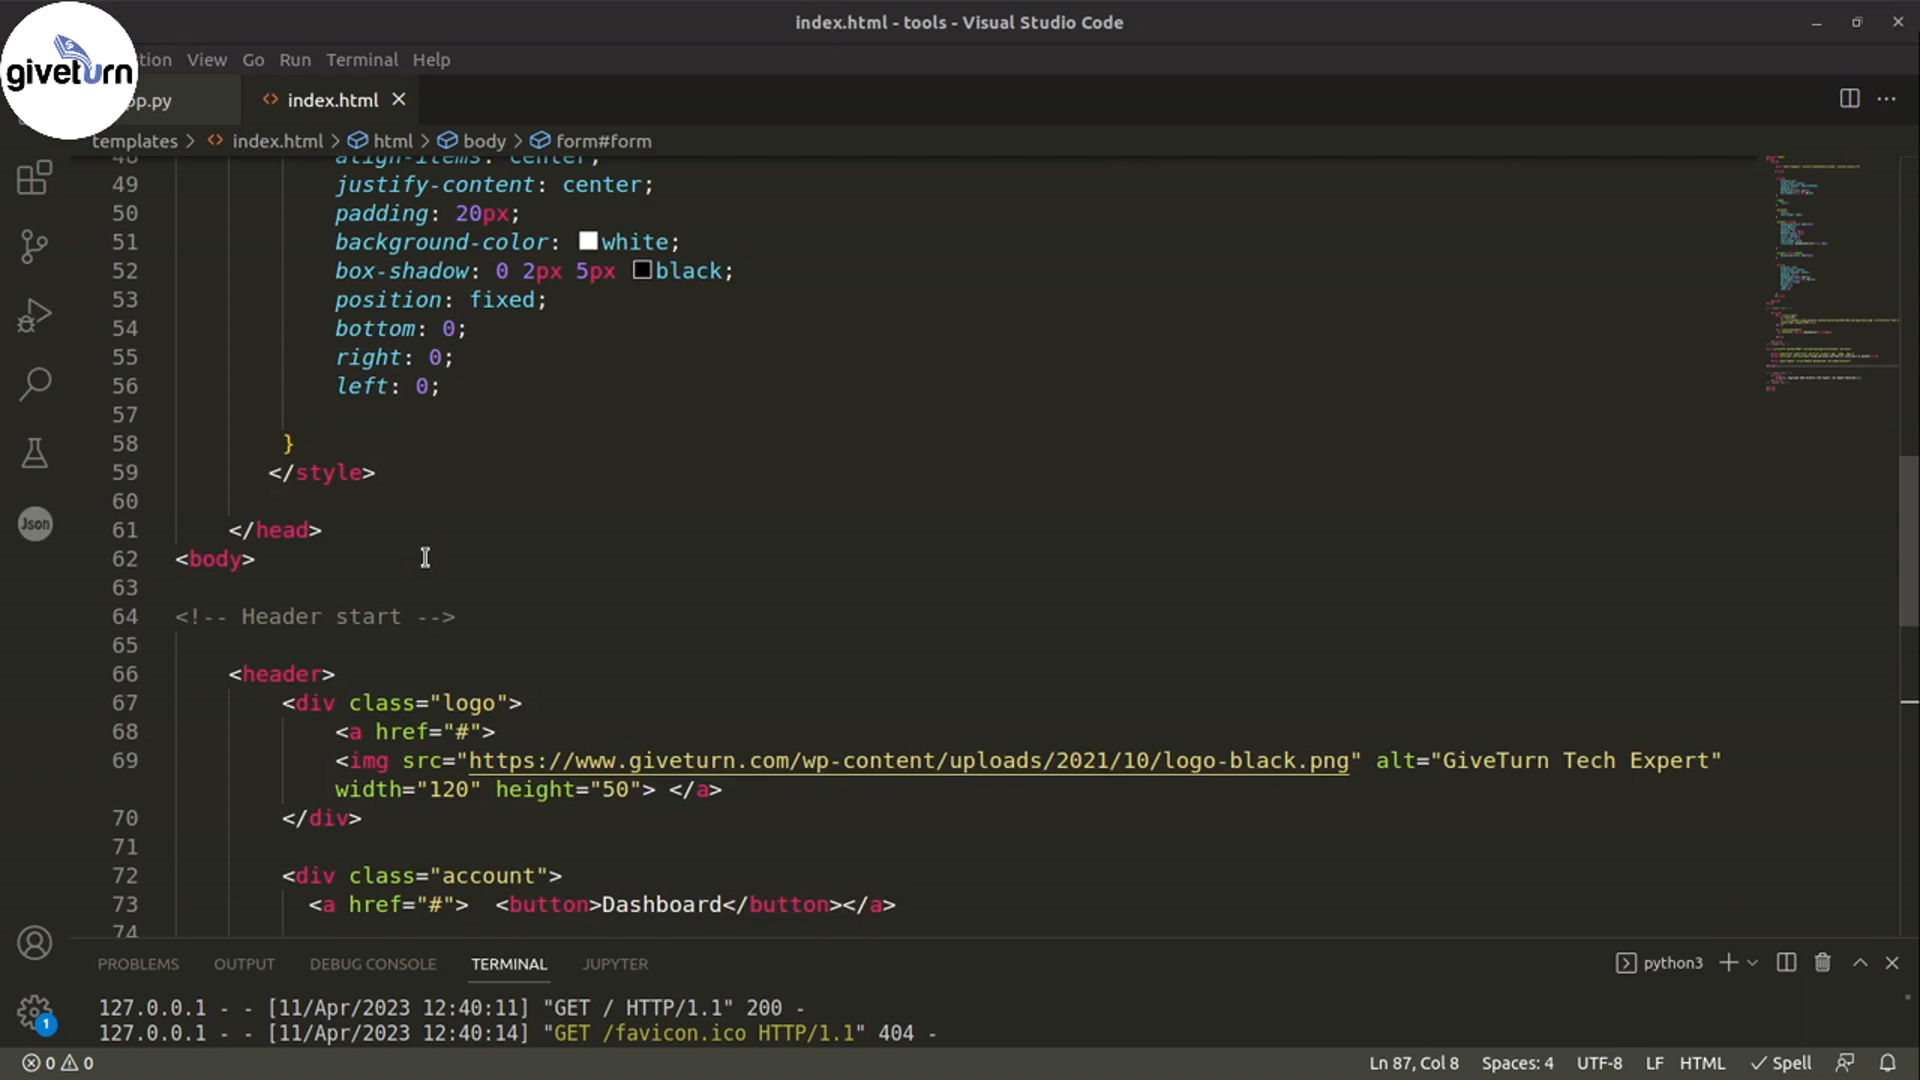 index.html - tools - Visual Studio Code
giveturn
tion View Go Run Terminal Help
pp.py
index.html
templates > index.html > html > body > form#form
48 align-items: center;
49 justify-content: center;
50 padding: 20px;
51 background-color: white;
52 box-shadow: 0 2px 5px black;
53 position: fixed;
54 bottom: 0;
55 right: 0;
56 left: 0;
57
58 }
59 </style>
60
61 </head>
62 <body>
63
64 <!-- Header start -->
65
66 <header>
67 <div class="logo">
68 <a href="#">
69 <img src="https://www.giveturn.com/wp-content/uploads/2021/10/logo-black.png" alt="GiveTurn Tech Expert"
width="120" height="50"> </a>
70 </div>
71
72 <div class="account">
73 <a href="#"> <button>Dashboard</button></a>
74
Json
PROBLEMS OUTPUT DEBUG CONSOLE TERMINAL JUPYTER
python3
127.0.0.1 - - [11/Apr/2023 12:40:11] "GET / HTTP/1.1" 200 -
127.0.0.1 - - [11/Apr/2023 12:40:14] "GET /favicon.ico HTTP/1.1" 404 -
1
0 0
Ln 87, Col 8 Spaces: 4 UTF-8 LF HTML Spell